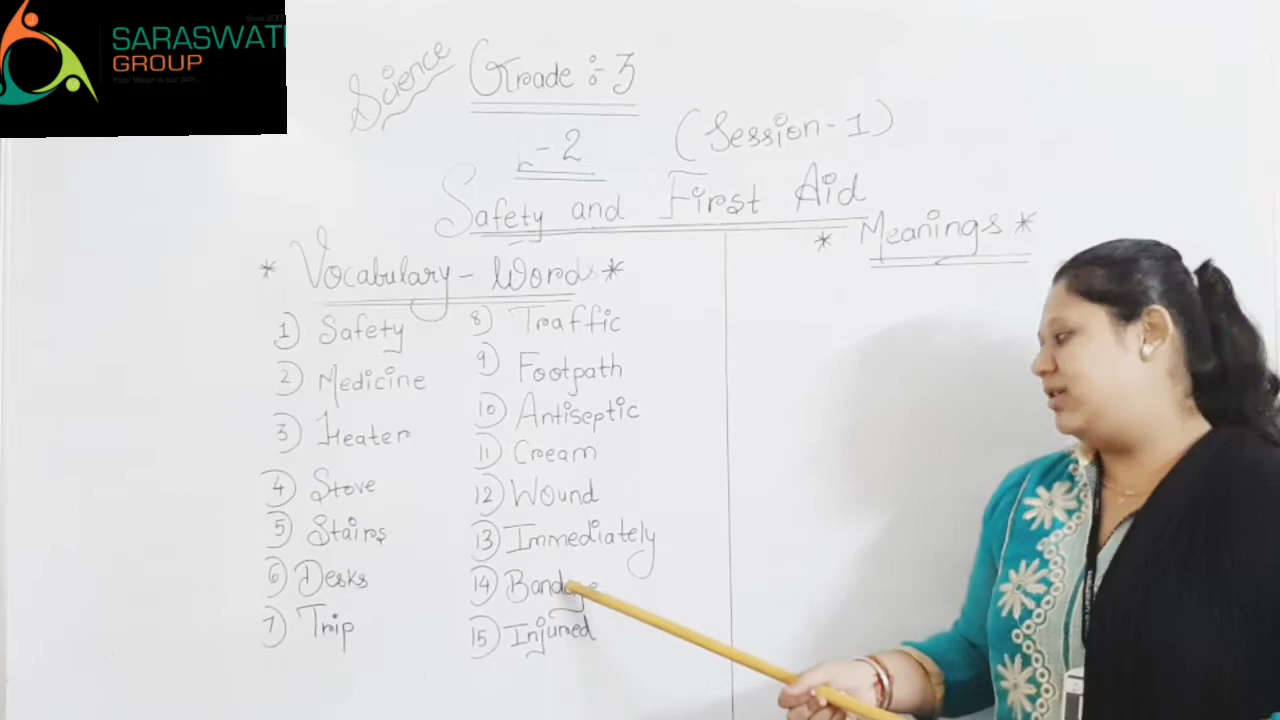 Since 2002
SARASWATI
GROUP
Science
Grade :- 3
L-2
(Session-1)
Safety and First Aid
* Vocabulary - Words *
1) Safety
2) Medicine
3) Heater
4) Stove
5) Stairs
6) Desks
7) Trip
8) Traffic
9) Footpath
10) Antiseptic
11) Cream
12) Wound
13) Immediately
14) Bandage
15) Injured
* Meanings *